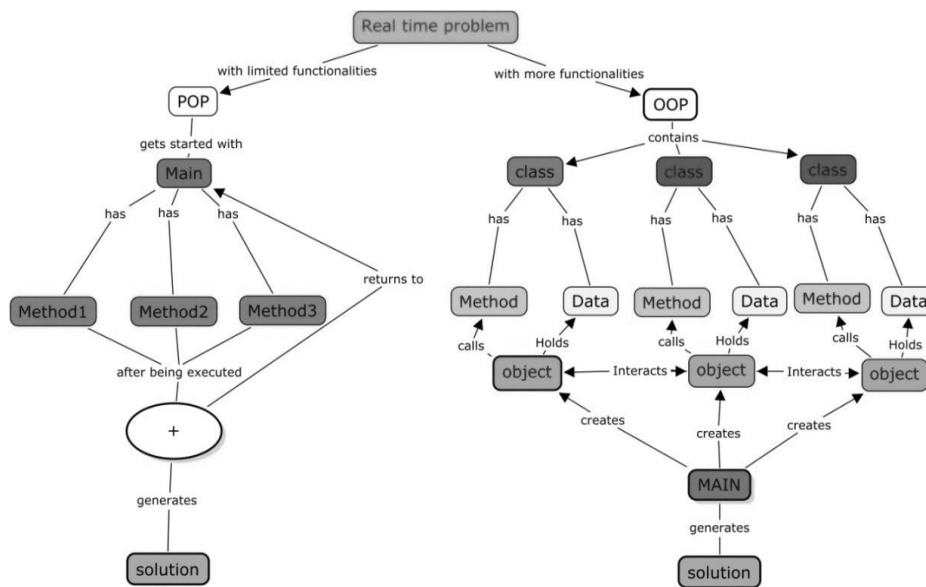 Real time problem
with limited functionalities
with more functionalities
POP
OOP
gets started with
contains
Main
class
class
class
has
has
has
has
has
has
has
has
has
returns to
Method1
Method2
Method3
Method
Data
Method
Data
Method
Data
calls
Holds
calls
Holds
calls
Holds
after being executed
object
Interacts
object
Interacts
object
+
creates
creates
creates
MAIN
generates
generates
solution
solution